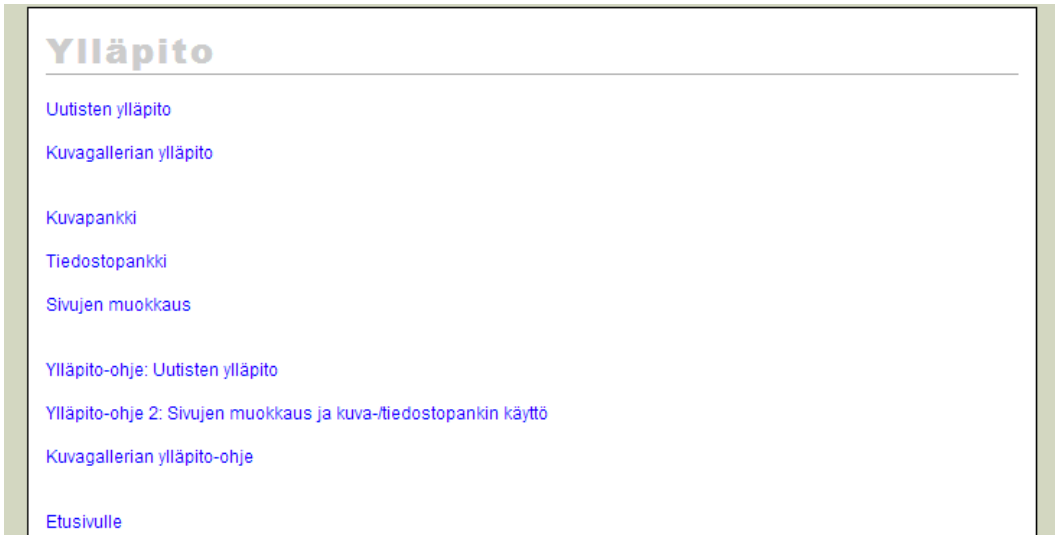 Ylläpito
Uutisten ylläpito
Kuvagallerian ylläpito
Kuvapankki
Tiedostopankki
Sivujen muokkaus
Ylläpito-ohje: Uutisten ylläpito
Ylläpito-ohje 2: Sivujen muokkaus ja kuva-/tiedostopankin käyttö
Kuvagallerian ylläpito-ohje
Etusivulle